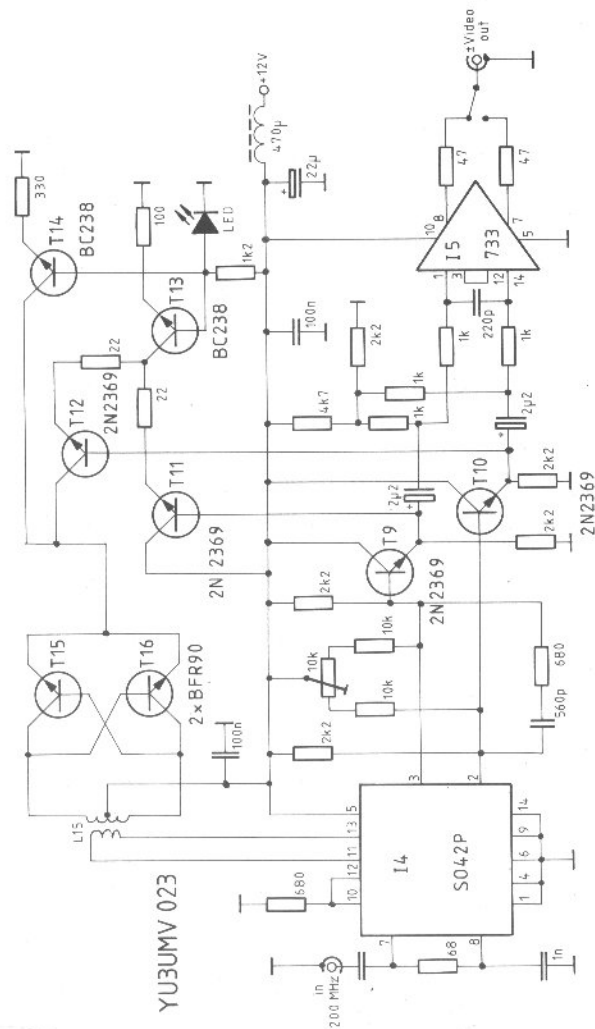 YU3UMV 023
330
T14
BC238
100
LED
T13
BC238
1k2
22
T12
2N2369
22
T11
2N 2369
T15
T16
2×BFR90
L15
100n
470µ
+12V
22µ
+
100n
4k7
2k2
1k
1k
1k
1k
220p
1
3
12
14
10
8
7
5
I5
733
47
47
±Video
out
2µ2
+
2µ2
+
T10
2N2369
2k2
2k2
T9
2N2369
2k2
10k
10k
10k
2k2
680
560p
680
10
12
11
13
5
3
2
I4
SO42P
7
8
1
4
6
9
14
68
in
200 MHz
1n